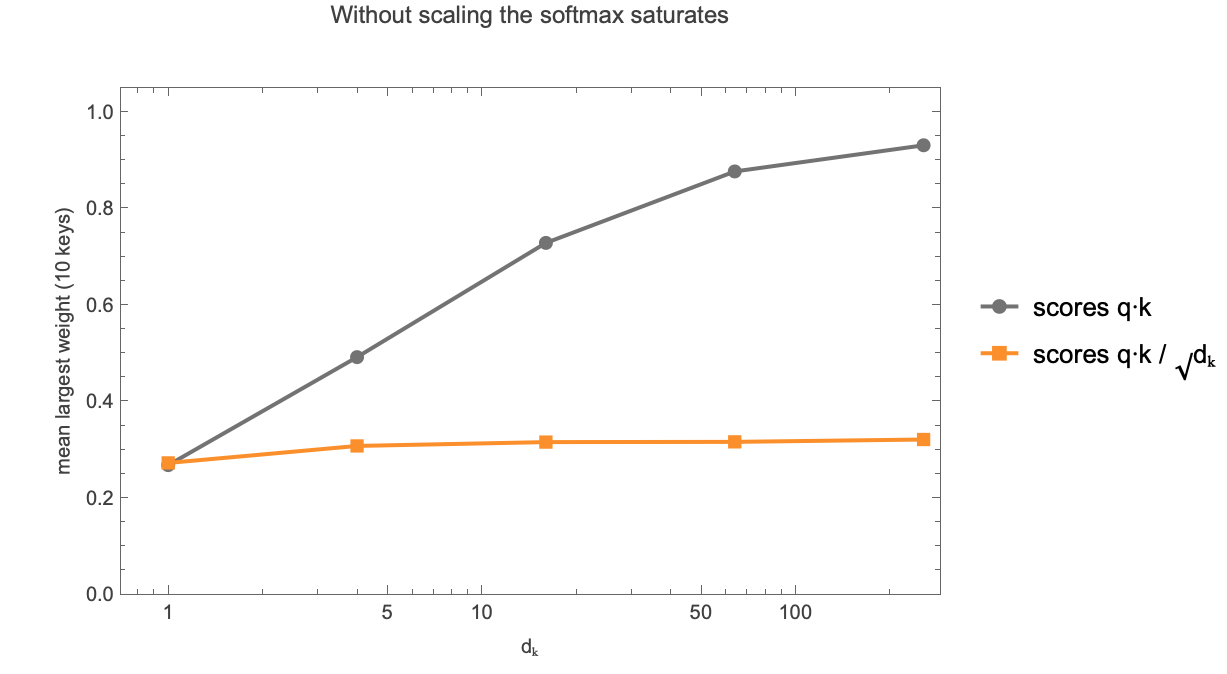 Without scaling the softmax saturates
mean largest weight (10 keys)
1.0
0.8
0.6
0.4
0.2
0.0
1 5 10 50 100
dₖ
scores q·k
scores q·k / √dₖ